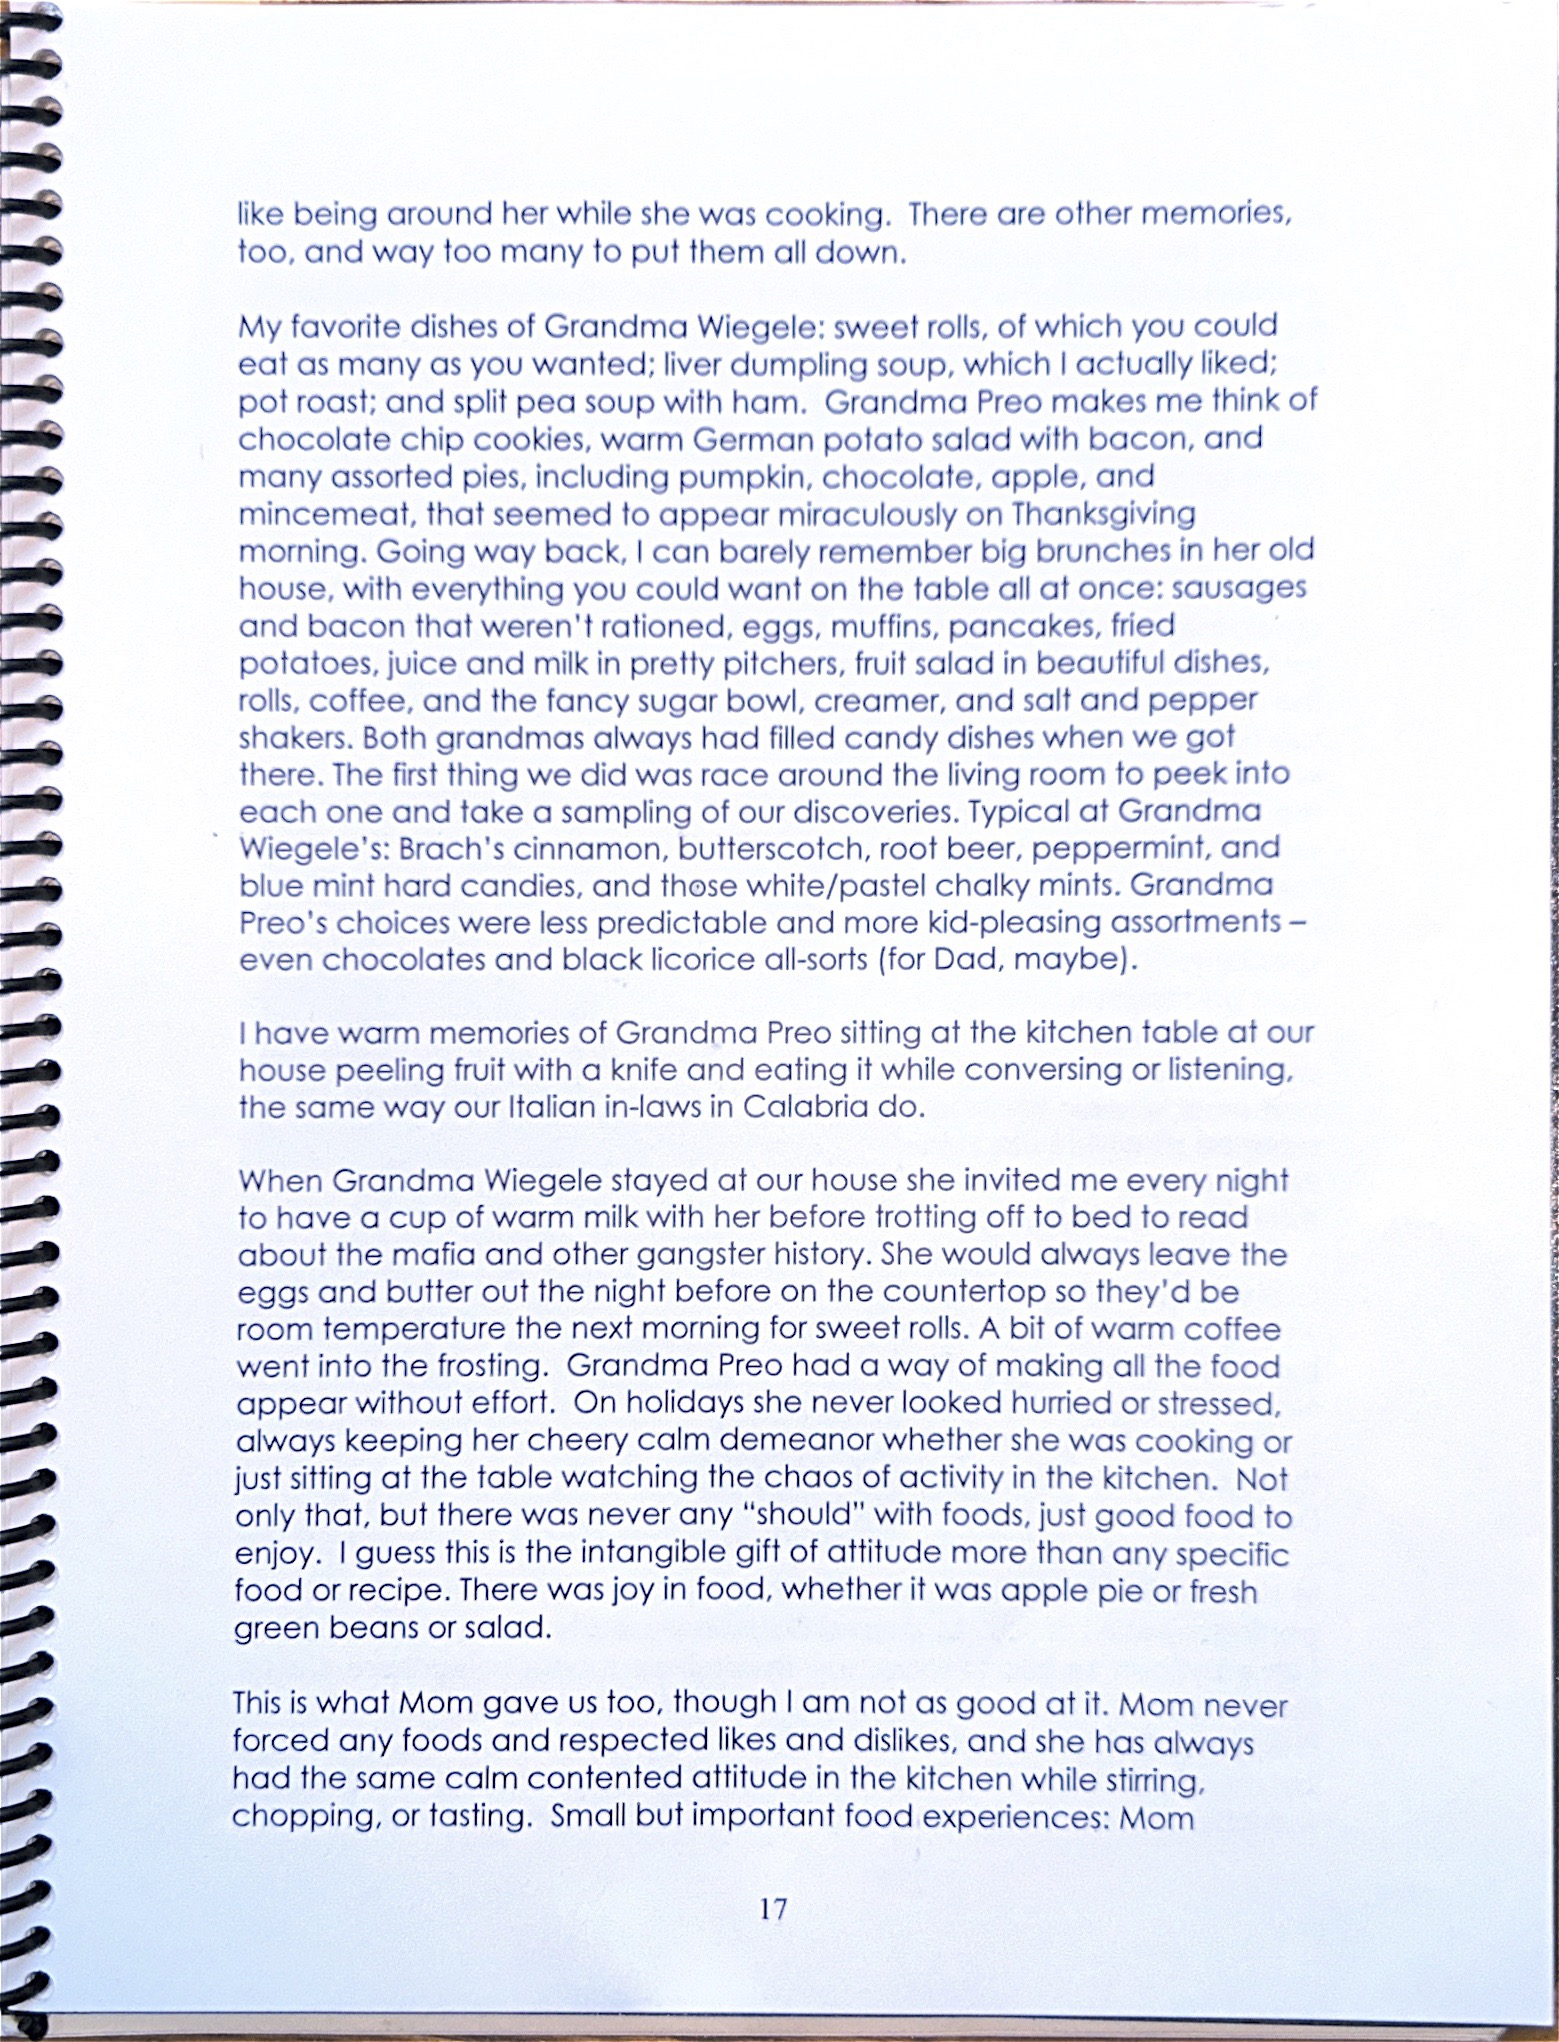 like being around her while she was cooking.  There are other memories,
too, and way too many to put them all down.
My favorite dishes of Grandma Wiegele: sweet rolls, of which you could
eat as many as you wanted; liver dumpling soup, which I actually liked;
pot roast; and split pea soup with ham.  Grandma Preo makes me think of
chocolate chip cookies, warm German potato salad with bacon, and
many assorted pies, including pumpkin, chocolate, apple, and
mincemeat, that seemed to appear miraculously on Thanksgiving
morning. Going way back, I can barely remember big brunches in her old
house, with everything you could want on the table all at once: sausages
and bacon that weren't rationed, eggs, muffins, pancakes, fried
potatoes, juice and milk in pretty pitchers, fruit salad in beautiful dishes,
rolls, coffee, and the fancy sugar bowl, creamer, and salt and pepper
shakers. Both grandmas always had filled candy dishes when we got
there. The first thing we did was race around the living room to peek into
each one and take a sampling of our discoveries. Typical at Grandma
Wiegele's: Brach's cinnamon, butterscotch, root beer, peppermint, and
blue mint hard candies, and those white/pastel chalky mints. Grandma
Preo's choices were less predictable and more kid-pleasing assortments –
even chocolates and black licorice all-sorts (for Dad, maybe).
I have warm memories of Grandma Preo sitting at the kitchen table at our
house peeling fruit with a knife and eating it while conversing or listening,
the same way our Italian in-laws in Calabria do.
When Grandma Wiegele stayed at our house she invited me every night
to have a cup of warm milk with her before trotting off to bed to read
about the mafia and other gangster history. She would always leave the
eggs and butter out the night before on the countertop so they'd be
room temperature the next morning for sweet rolls. A bit of warm coffee
went into the frosting.  Grandma Preo had a way of making all the food
appear without effort.  On holidays she never looked hurried or stressed,
always keeping her cheery calm demeanor whether she was cooking or
just sitting at the table watching the chaos of activity in the kitchen.  Not
only that, but there was never any “should” with foods, just good food to
enjoy.  I guess this is the intangible gift of attitude more than any specific
food or recipe. There was joy in food, whether it was apple pie or fresh
green beans or salad.
This is what Mom gave us too, though I am not as good at it. Mom never
forced any foods and respected likes and dislikes, and she has always
had the same calm contented attitude in the kitchen while stirring,
chopping, or tasting.  Small but important food experiences: Mom
17